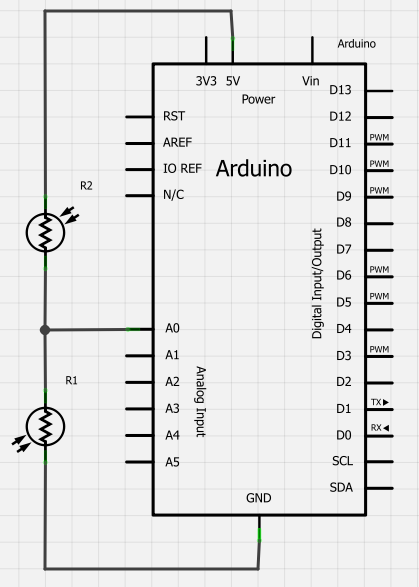 Arduino
3V3 5V Vin
Power
RST
AREF
IO REF
N/C
Arduino
D13
D12
D11 PWM
D10 PWM
D9 PWM
D8
D7
D6 PWM
D5 PWM
D4
D3 PWM
D2
D1 TX
D0 RX
SCL
SDA
Digital Input/Output
R2
R1
A0
A1
A2
A3
A4
A5
Analog Input
GND